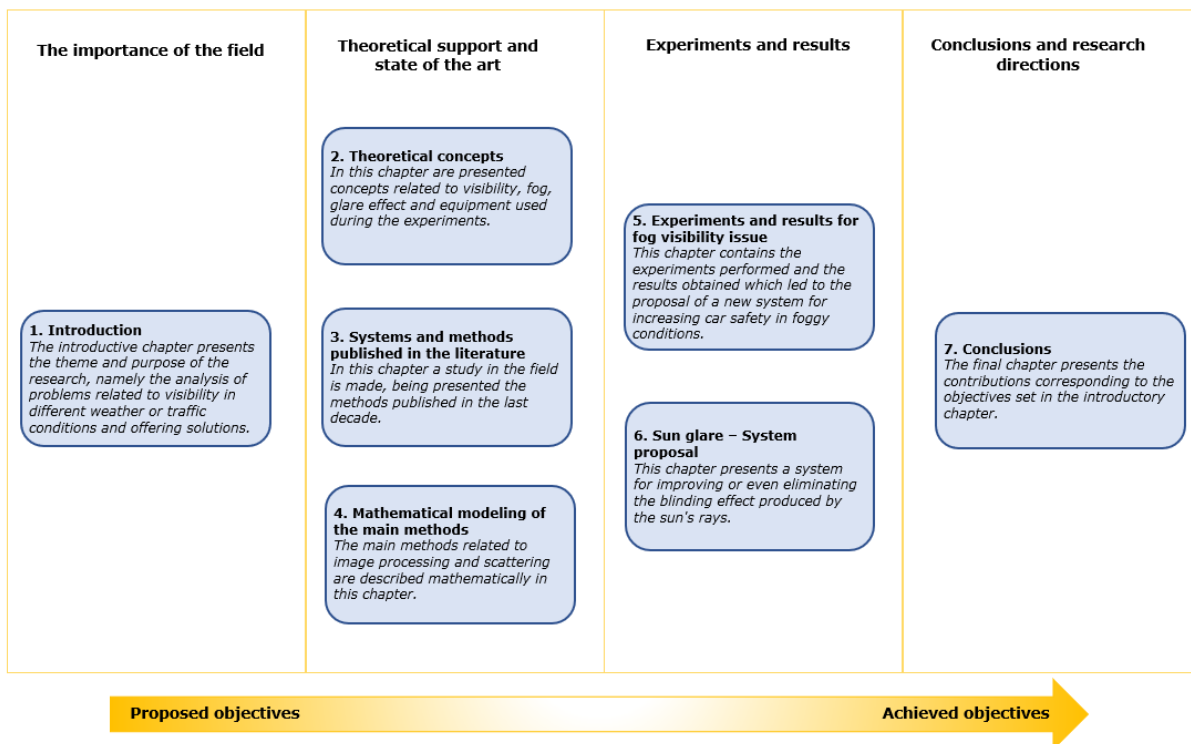 The importance of the field
Theoretical support and
state of the art
Experiments and results
Conclusions and research
directions
1. Introduction
The introductive chapter presents
the theme and purpose of the
research, namely the analysis of
problems related to visibility in
different weather or traffic
conditions and offering solutions.
2. Theoretical concepts
In this chapter are presented
concepts related to visibility, fog,
glare effect and equipment used
during the experiments.
3. Systems and methods
published in the literature
In this chapter a study in the field
is made, being presented the
methods published in the last
decade.
4. Mathematical modeling of
the main methods
The main methods related to
image processing and scattering
are described mathematically in
this chapter.
5. Experiments and results for
fog visibility issue
This chapter contains the
experiments performed and the
results obtained which led to the
proposal of a new system for
increasing car safety in foggy
conditions.
6. Sun glare – System
proposal
This chapter presents a system
for improving or even eliminating
the blinding effect produced by
the sun's rays.
7. Conclusions
The final chapter presents the
contributions corresponding to the
objectives set in the introductory
chapter.
Proposed objectives
Achieved objectives